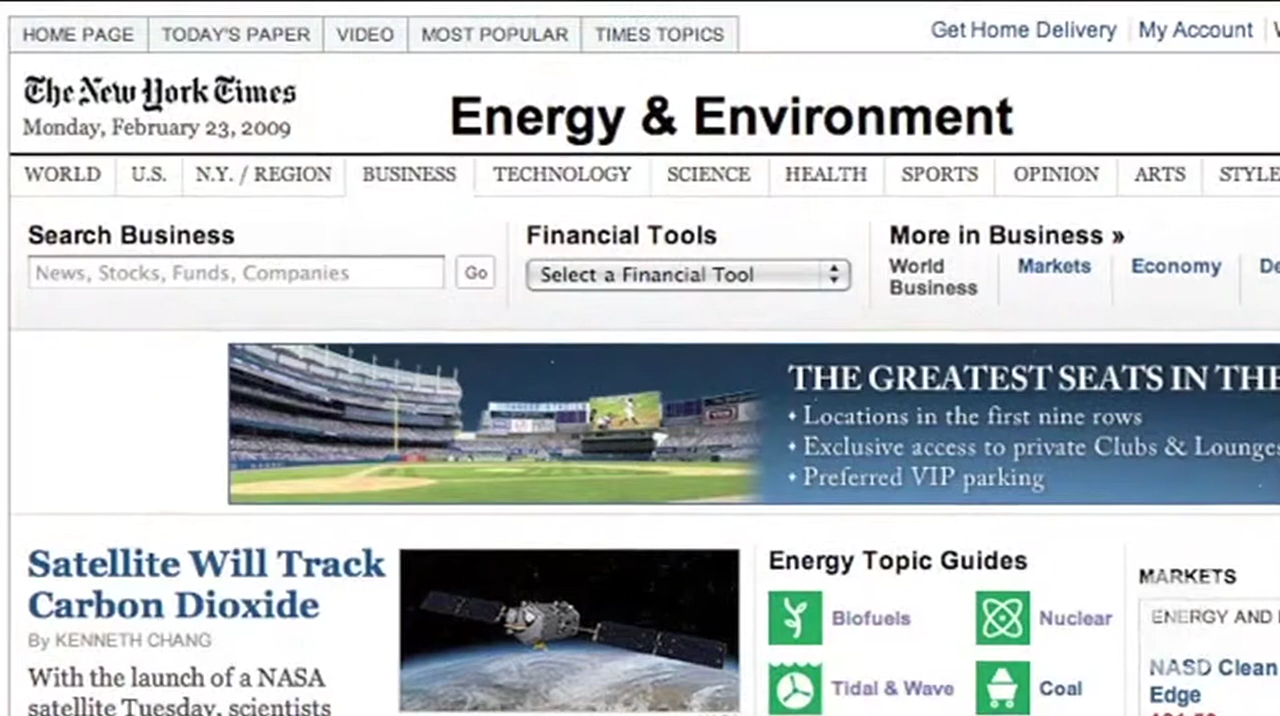 HOME PAGE TODAY'S PAPER VIDEO MOST POPULAR TIMES TOPICS
Get Home Delivery My Account
The New York Times
Monday, February 23, 2009
Energy & Environment
WORLD U.S. N.Y. / REGION BUSINESS TECHNOLOGY SCIENCE HEALTH SPORTS OPINION ARTS STYLE
Search Business
News, Stocks, Funds, Companies Go
Financial Tools
Select a Financial Tool
More in Business »
World
Business
Markets
Economy
De
THE GREATEST SEATS IN THE
• Locations in the first nine rows
• Exclusive access to private Clubs & Lounges
• Preferred VIP parking
Satellite Will Track
Carbon Dioxide
By KENNETH CHANG
With the launch of a NASA
satellite Tuesday, scientists
Energy Topic Guides
Biofuels
Nuclear
Tidal & Wave
Coal
MARKETS
ENERGY AND
NASD Clean
Edge